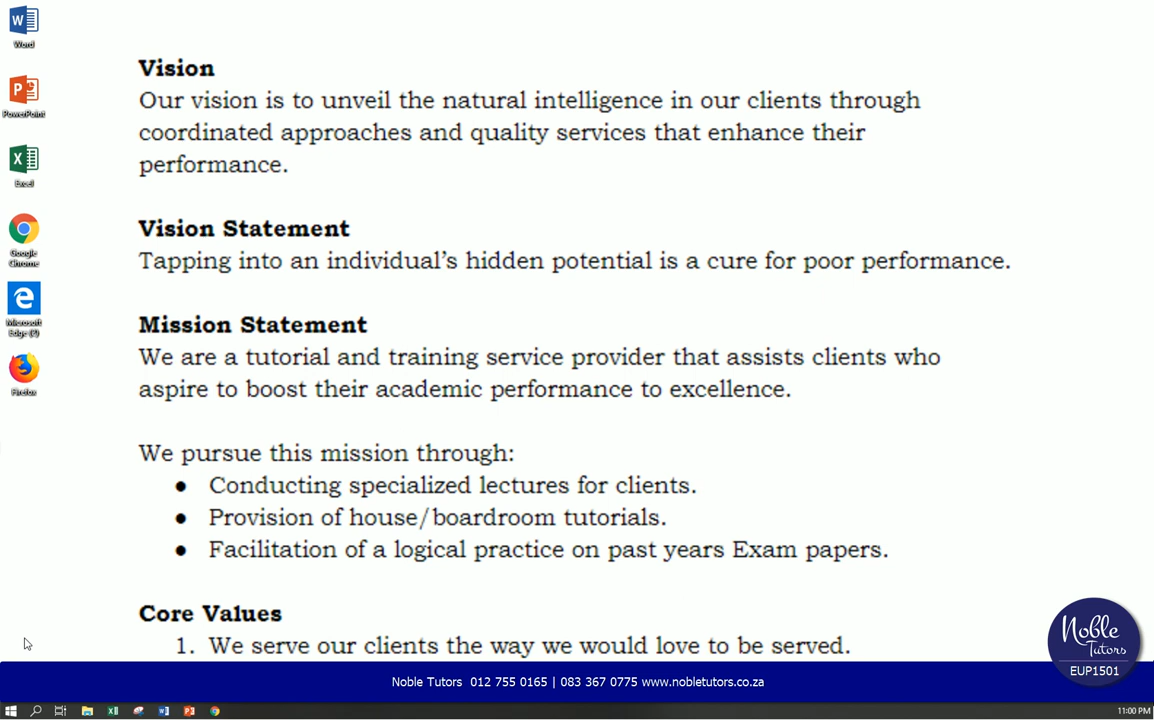 Word
PowerPoint
Excel
Google
Chrome
Microsoft
Edge (2)
Firefox
Vision
Our vision is to unveil the natural intelligence in our clients through
coordinated approaches and quality services that enhance their
performance.
Vision Statement
Tapping into an individual's hidden potential is a cure for poor performance.
Mission Statement
We are a tutorial and training service provider that assists clients who
aspire to boost their academic performance to excellence.
We pursue this mission through:
● Conducting specialized lectures for clients.
● Provision of house/boardroom tutorials.
● Facilitation of a logical practice on past years Exam papers.
Core Values
1. We serve our clients the way we would love to be served.
Noble
Tutors
EUP1501
Noble Tutors 012 755 0165 | 083 367 0775 www.nobletutors.co.za
11:00 PM